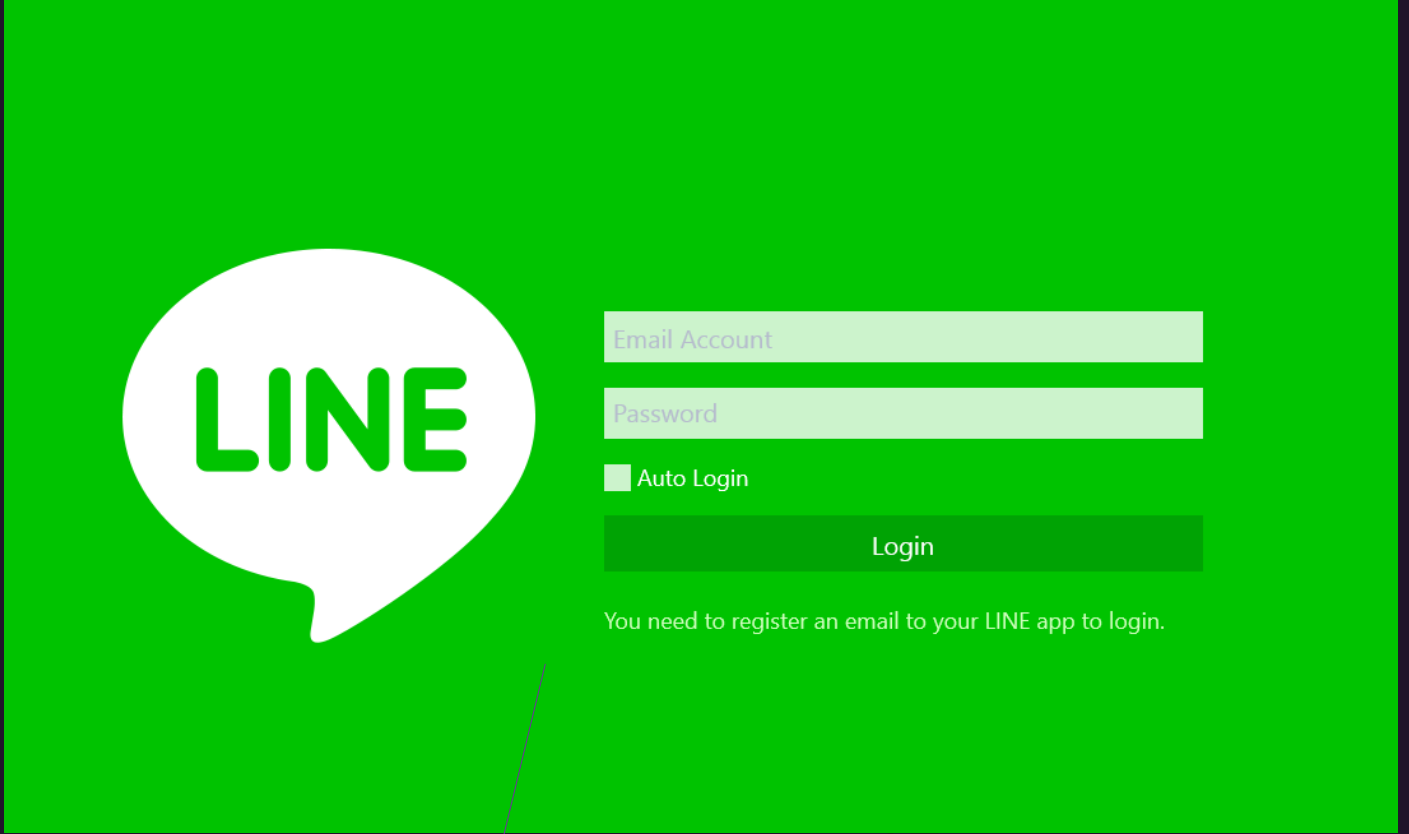 LINE
Email Account
Password
Auto Login
Login
You need to register an email to your LINE app to login.